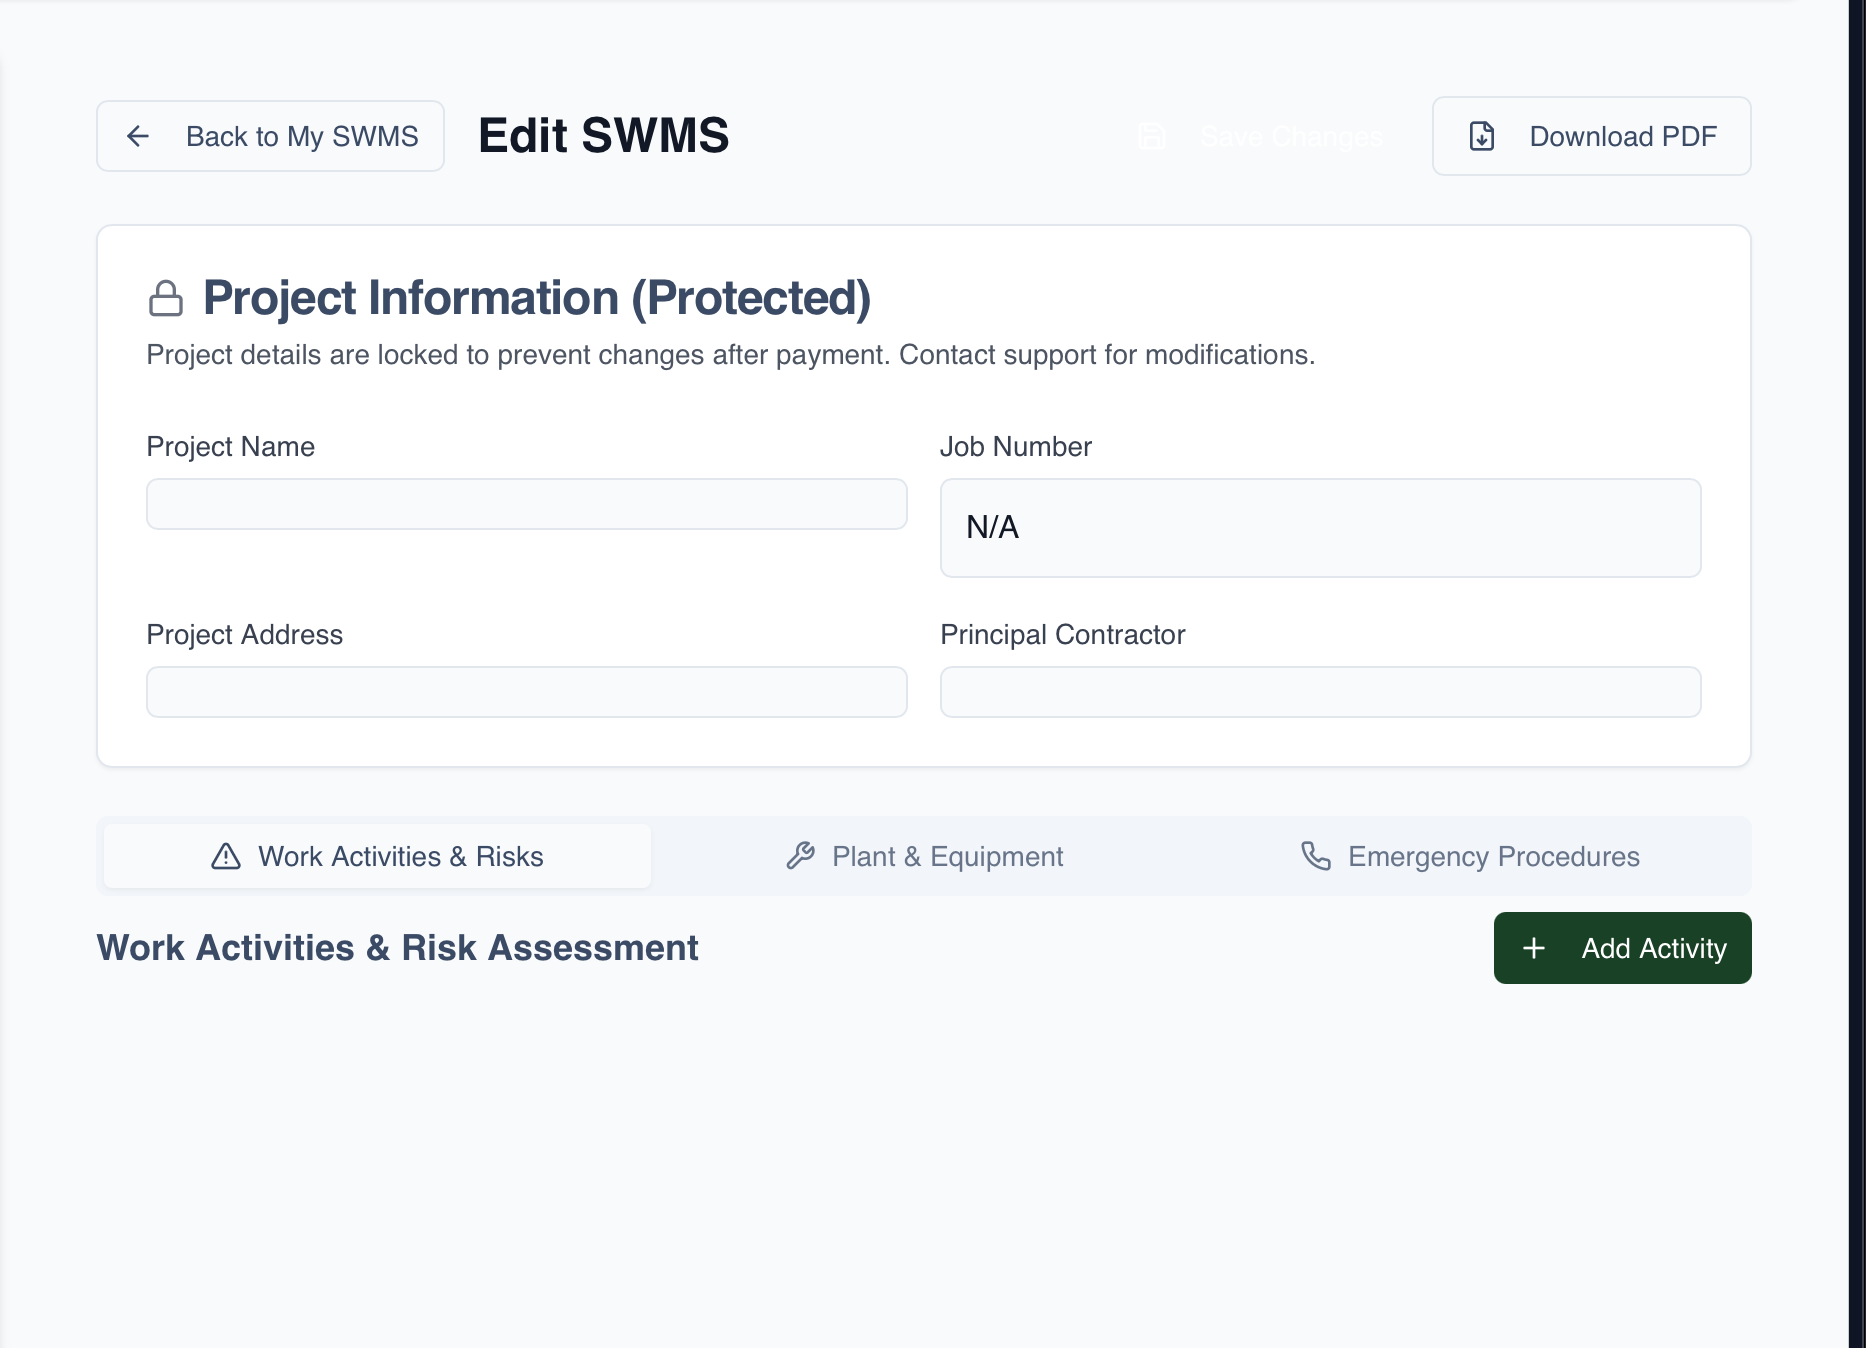 Back to My SWMS
Edit SWMS
Save Changes
Download PDF
Project Information (Protected)
Project details are locked to prevent changes after payment. Contact support for modifications.
Project Name
Job Number
N/A
Project Address
Principal Contractor
Work Activities & Risks
Plant & Equipment
Emergency Procedures
Work Activities & Risk Assessment
Add Activity